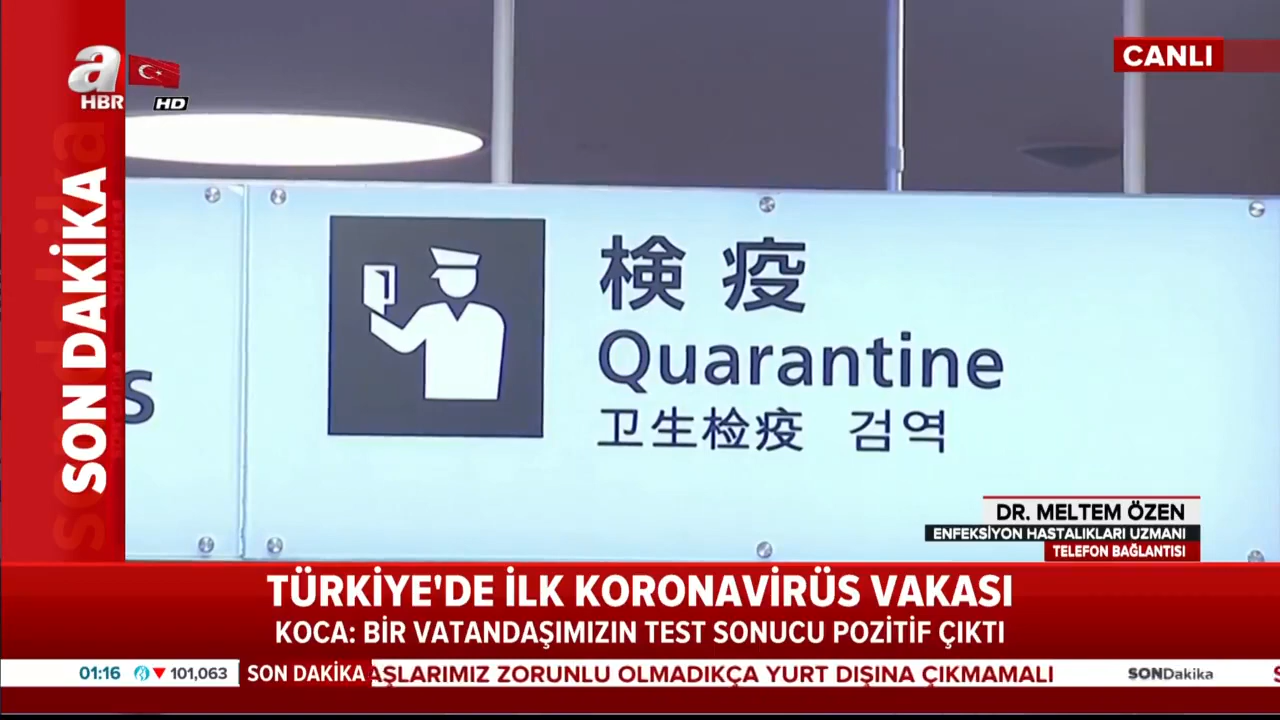 a
HBR
HD
CANLI
SON DAKİKA
検疫
Quarantine
卫生检疫 검역
DR. MELTEM ÖZEN
ENFEKSİYON HASTALIKLARI UZMANI
TELEFON BAĞLANTISI
TÜRKİYE'DE İLK KORONAVİRÜS VAKASI
KOCA: BİR VATANDAŞIMIZIN TEST SONUCU POZİTİF ÇIKTI
01:16 101,063 SON DAKİKA AŞLARIMIZ ZORUNLU OLMADIKÇA YURT DIŞINA ÇIKMAMALI SONDakika